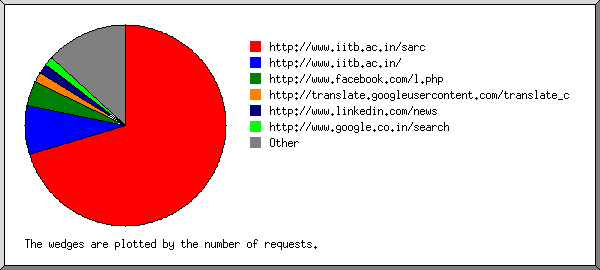 http://www.iitb.ac.in/sarc
http://www.iitb.ac.in/
http://www.facebook.com/l.php
http://translate.googleusercontent.com/translate_c
http://www.linkedin.com/news
http://www.google.co.in/search
Other
The wedges are plotted by the number of requests.